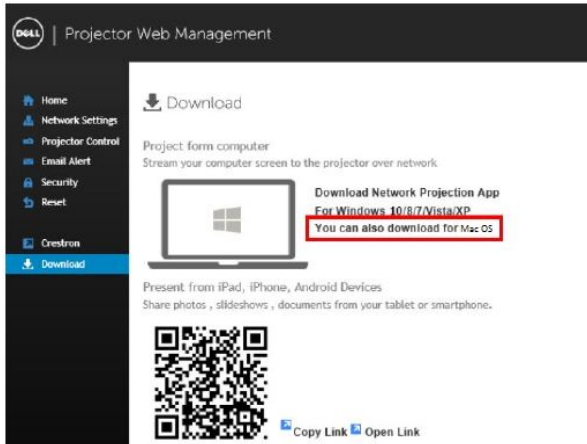 DELL | Projector Web Management
Home
Network Settings
Projector Control
Email Alert
Security
Reset
Crestron
Download
Download
Project form computer
Stream your computer screen to the projector over network
Download Network Projection App
For Windows 10/8/7/Vista/XP
You can also download for Mac OS
Present from iPad, iPhone, Android Devices
Share photos , slideshows , documents from your tablet or smartphone.
Copy Link Open Link